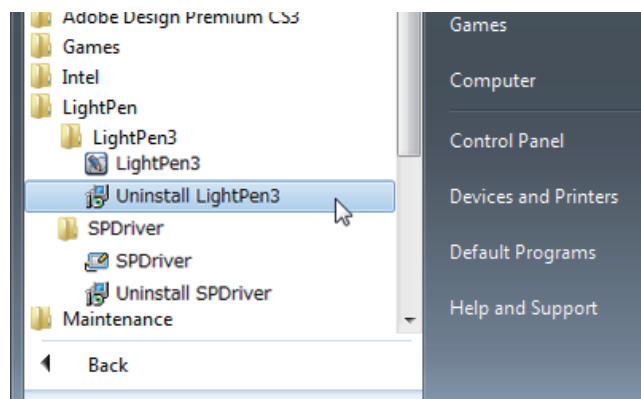 Adobe Design Premium CS3
Games
Intel
LightPen
LightPen3
LightPen3
Uninstall LightPen3
SPDriver
SPDriver
Uninstall SPDriver
Maintenance
Back
Games
Computer
Control Panel
Devices and Printers
Default Programs
Help and Support